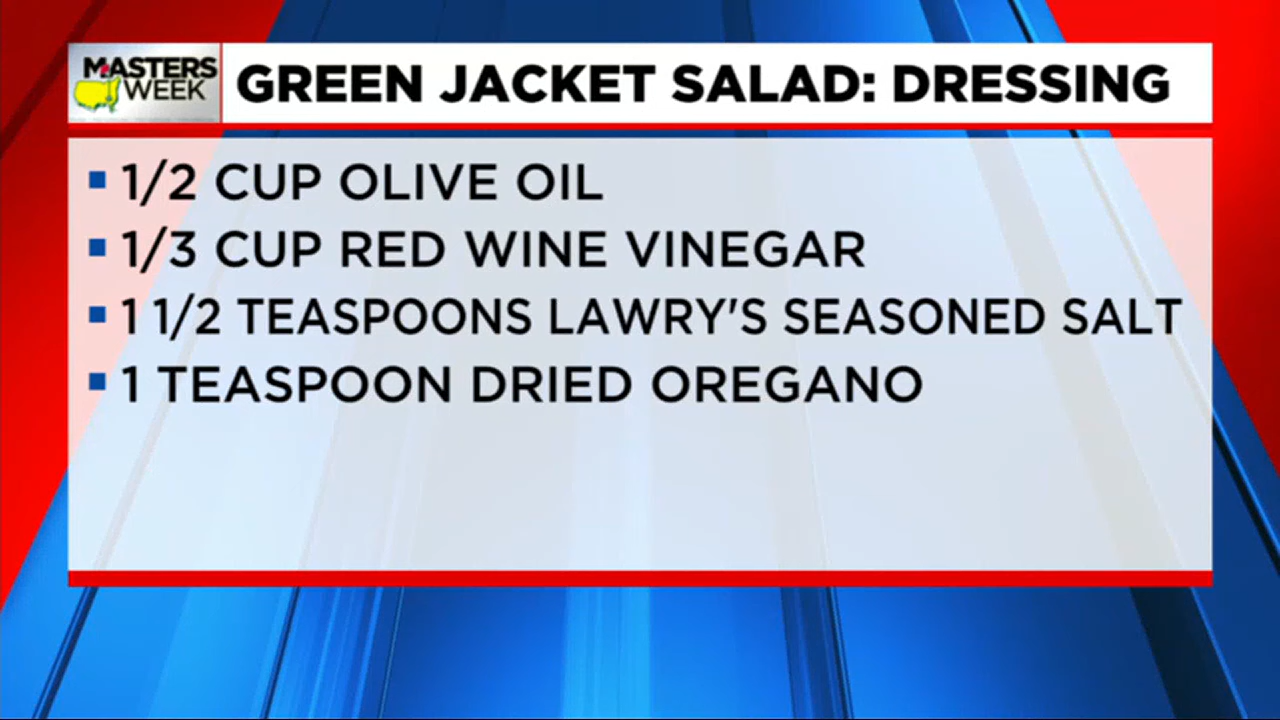 MASTERS
WEEK
GREEN JACKET SALAD: DRESSING
1/2 CUP OLIVE OIL
1/3 CUP RED WINE VINEGAR
1 1/2 TEASPOONS LAWRY'S SEASONED SALT
1 TEASPOON DRIED OREGANO